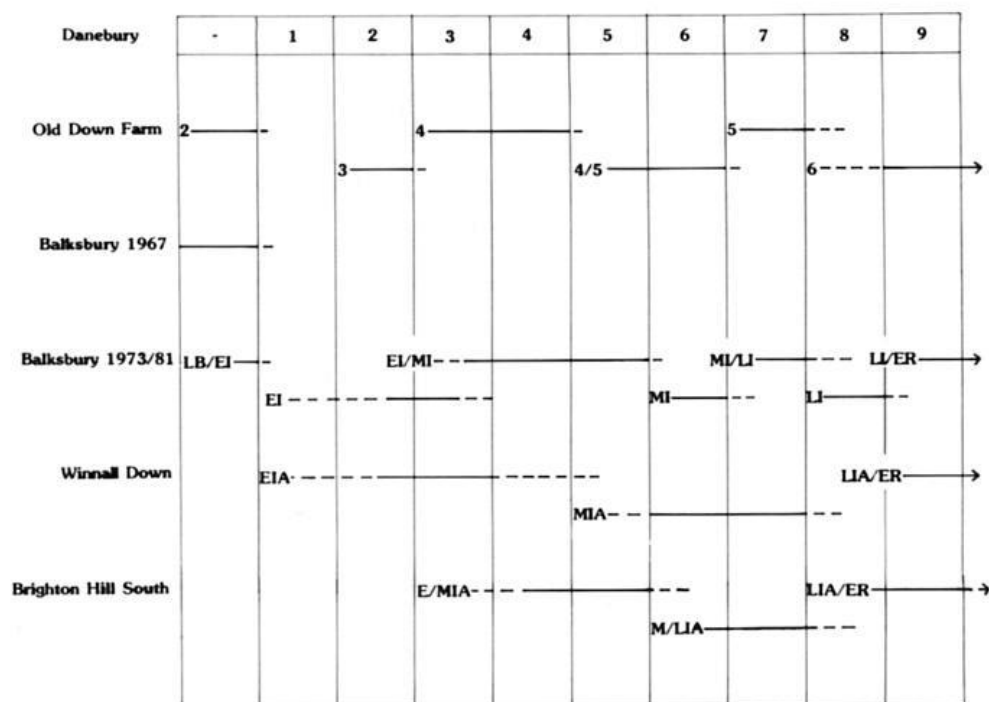 Danebury - 1 2 3 4 5 6 7 8 9
Old Down Farm 2 4 5
3 4/5 6
Balksbury 1967
Balksbury 1973/81 LB/EI EI/MI MI/LI LI/ER
EI MI LI
Winnall Down EIA LIA/ER
MIA
Brighton Hill South E/MIA LIA/ER
M/LIA